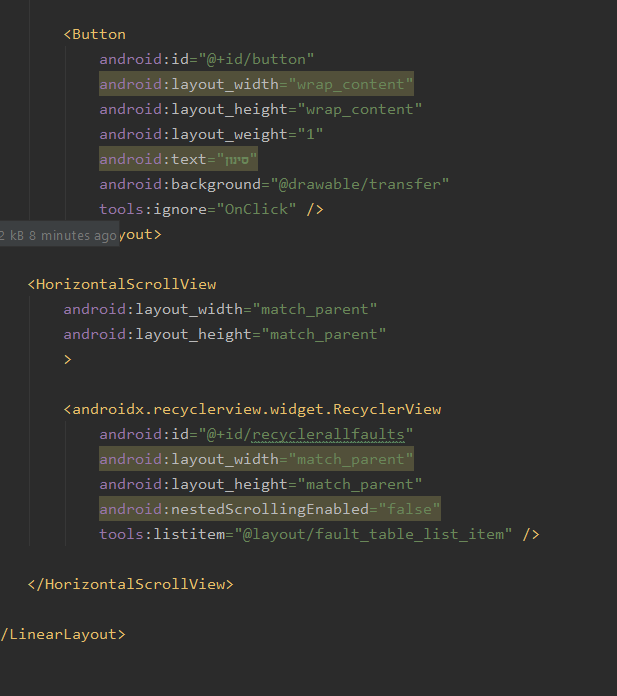 <Button
android:id="@+id/button"
android:layout_width="wrap_content"
android:layout_height="wrap_content"
android:layout_weight="1"
android:text="סינון"
android:background="@drawable/transfer"
tools:ignore="OnClick" />
2 kB 8 minutes ago yout>
<HorizontalScrollView
android:layout_width="match_parent"
android:layout_height="match_parent"
>
<androidx.recyclerview.widget.RecyclerView
android:id="@+id/recyclerallfaults"
android:layout_width="match_parent"
android:layout_height="match_parent"
android:nestedScrollingEnabled="false"
tools:listitem="@layout/fault_table_list_item" />
</HorizontalScrollView>
/LinearLayout>